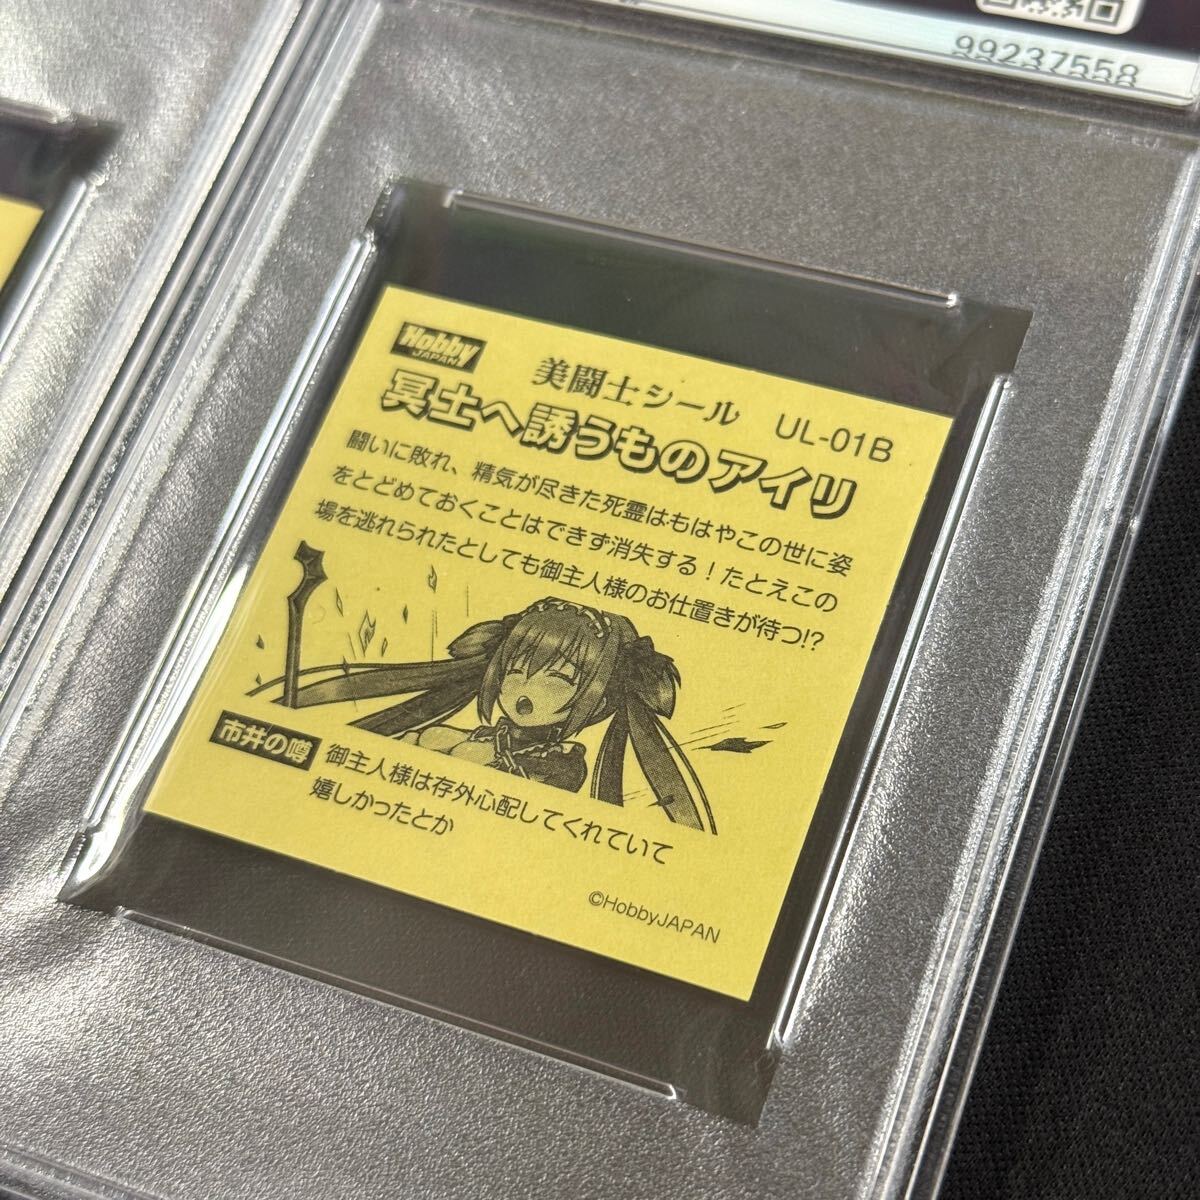 99237558
Hobby
JAPAN
美闘士シール UL-01B
冥土へ誘うものアイリ
闘いに敗れ、精気が尽きた死霊はもはやこの世に姿
をとどめておくことはできず消失する!たとえこの
場を逃れられたとしても御主人様のお仕置きが待つ!?
市井の噂
御主人様は存外心配してくれていて
嬉しかったとか
©HobbyJAPAN